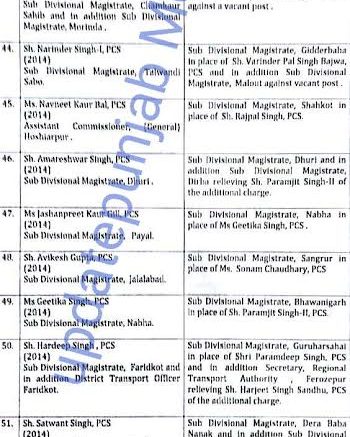 Sub Divisional Magistrate, Chamkaur
Sahib and in addition Sub Divisional
Magistrate, Morinda.
against a vacant post.
44.
Sh. Narinder Singh-I, PCS
(2014)
Sub Divisional Magistrate, Talwandi
Sabo.
Sub Divisional Magistrate, Gidderbaha
in place of Sh. Varinder Pal Singh Bajwa,
PCS and in addition Sub Divisional
Magistrate, Malout against vacant post.
45.
Ms. Navneet Kaur Bal, PCS
(2014)
Assistant Commissioner, (General)
Hoshiarpur.
Sub Divisional Magistrate, Shahkot in
place of Sh. Rajpal Singh, PCS.
46.
Sh. Amareshwar Singh, PCS
(2014)
Sub Divisional Magistrate, Dhuri.
Sub Divisional Magistrate, Dhuri and in
addition Sub Divisional Magistrate,
Dirba relieving Sh. Paramjit Singh-II of
the additional charge.
47.
Ms Jashanpreet Kaur Gill, PCS
(2014)
Sub Divisional Magistrate, Payal.
Sub Divisional Magistrate, Nabha in
place of Ms Geetika Singh, PCS.
48.
Sh. Avikesh Gupta, PCS
(2014)
Sub Divisional Magistrate, Jalalabad.
Sub Divisional Magistrate, Sangrur in
place of Ms. Sonam Chaudhary, PCS
49.
Ms Geetika Singh, PCS
(2014)
Sub Divisional Magistrate, Nabha.
Sub Divisional Magistrate, Bhawanigarh
in place of Sh. Paramjit Singh-II, PCS.
50.
Sh. Hardeep Singh, PCS
(2014)
Sub Divisional Magistrate, Faridkot and
in addition District Transport Officer
Faridkot.
Sub Divisional Magistrate, Guruharsahai
in place of Shri Paramdeep Singh, PCS
and in addition Secretary, Regional
Transport Authority, Ferozepur
relieving Sh. Harjeet Singh Sandhu, PCS
of the additional charge.
51.
Sh. Satwant Singh, PCS
(2014)
Sub Divisional Magistrate, Dera Baba
Nanak and in addition Sub Divisional
updatepunjab M